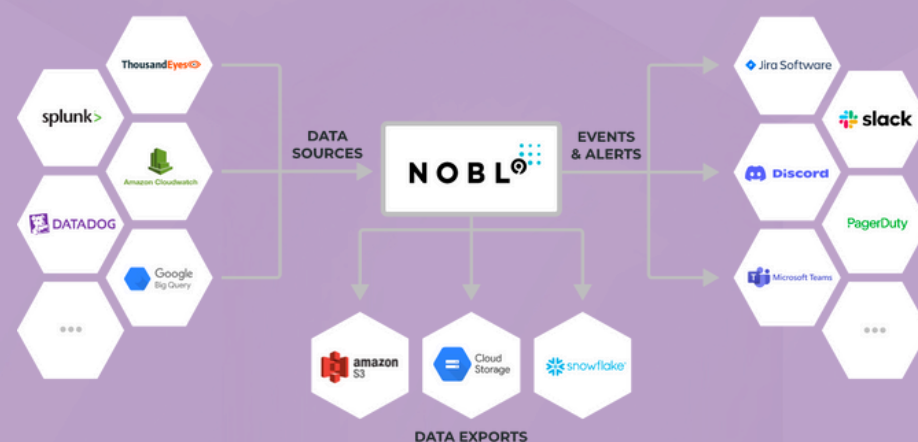 ThousandEyes
splunk>
Amazon Cloudwatch
DATADOG
Google
Big Query
...
DATA
SOURCES
NOBL9
EVENTS
& ALERTS
Jira Software
slack
Discord
PagerDuty
Microsoft Teams
...
amazon
S3
Cloud
Storage
snowflake
DATA EXPORTS